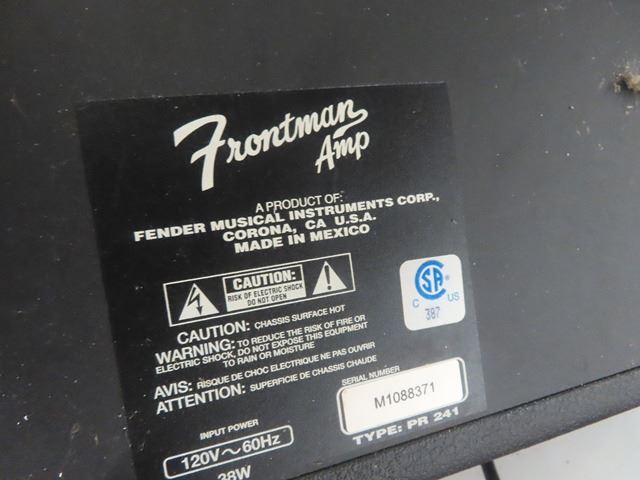 Frontman
Amp
A PRODUCT OF:
FENDER MUSICAL INSTRUMENTS CORP.,
CORONA, CA U.S.A.
MADE IN MEXICO
CAUTION:
RISK OF ELECTRIC SHOCK
DO NOT OPEN
CAUTION: CHASSIS SURFACE HOT
WARNING: TO REDUCE THE RISK OF FIRE OR
ELECTRIC SHOCK, DO NOT EXPOSE THIS EQUIPMENT
TO RAIN OR MOISTURE
AVIS: RISQUE DE CHOC ELECTRIQUE NE PAS OUVRIR
ATTENTION: SUPERFICIE DE CHASSIS CHAUDE
SA
C US
387
SERIAL NUMBER
M1088371
TYPE: PR 241
INPUT POWER
120V~60Hz
38W